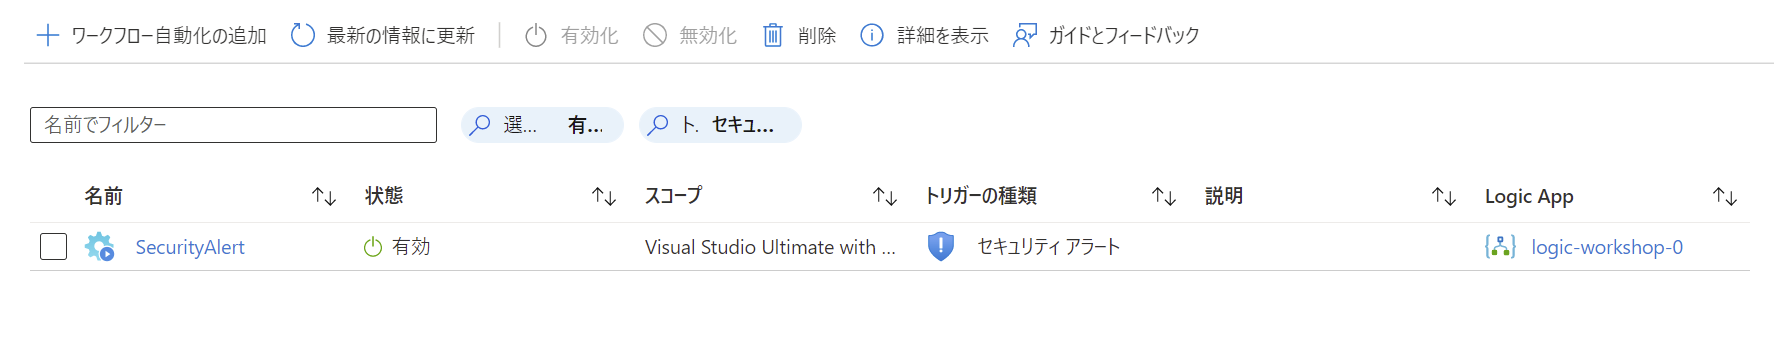 ワークフロー自動化の追加 最新の情報に更新 有効化 無効化 削除 詳細を表示 ガイドとフィードバック
名前でフィルター 選... 有... ト. セキュ...
名前 状態 スコープ トリガーの種類 説明 Logic App
SecurityAlert 有効 Visual Studio Ultimate with ... セキュリティ アラート logic-workshop-0